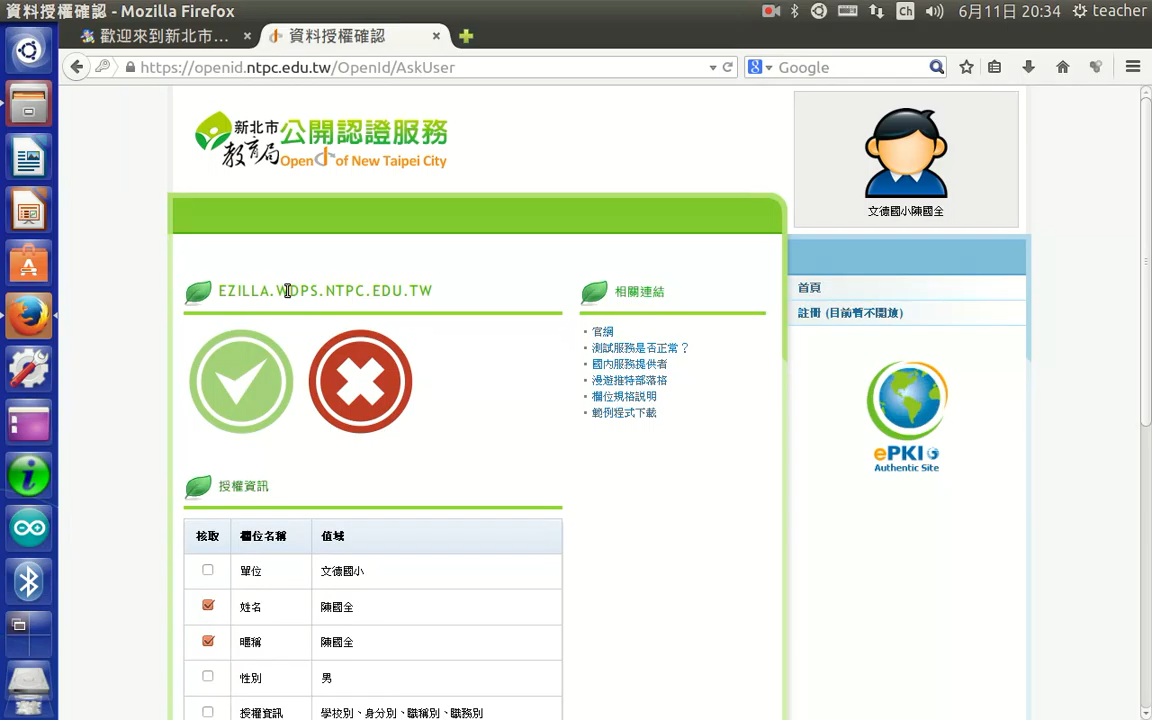 資料授權確認 - Mozilla Firefox
Ch
6月11日 20:34
teacher
歡迎來到新北市...
資料授權確認
https://openid.ntpc.edu.tw/OpenId/AskUser
Google
新北市
教育局
公開認證服務
OpenID of New Taipei City
文德國小陳國全
EZILLA.WDPS.NTPC.EDU.TW
相關連結
官網
測試服務是否正常？
國內服務提供者
漫遊推特部落格
欄位規格說明
範例程式下載
首頁
註冊 (目前暫不開放)
ePKI
Authentic Site
授權資訊
核取 欄位名稱 值域
單位 文德國小
姓名 陳國全
暱稱 陳國全
性別 男
授權資訊 學校別、身分別、職稱別、職務別